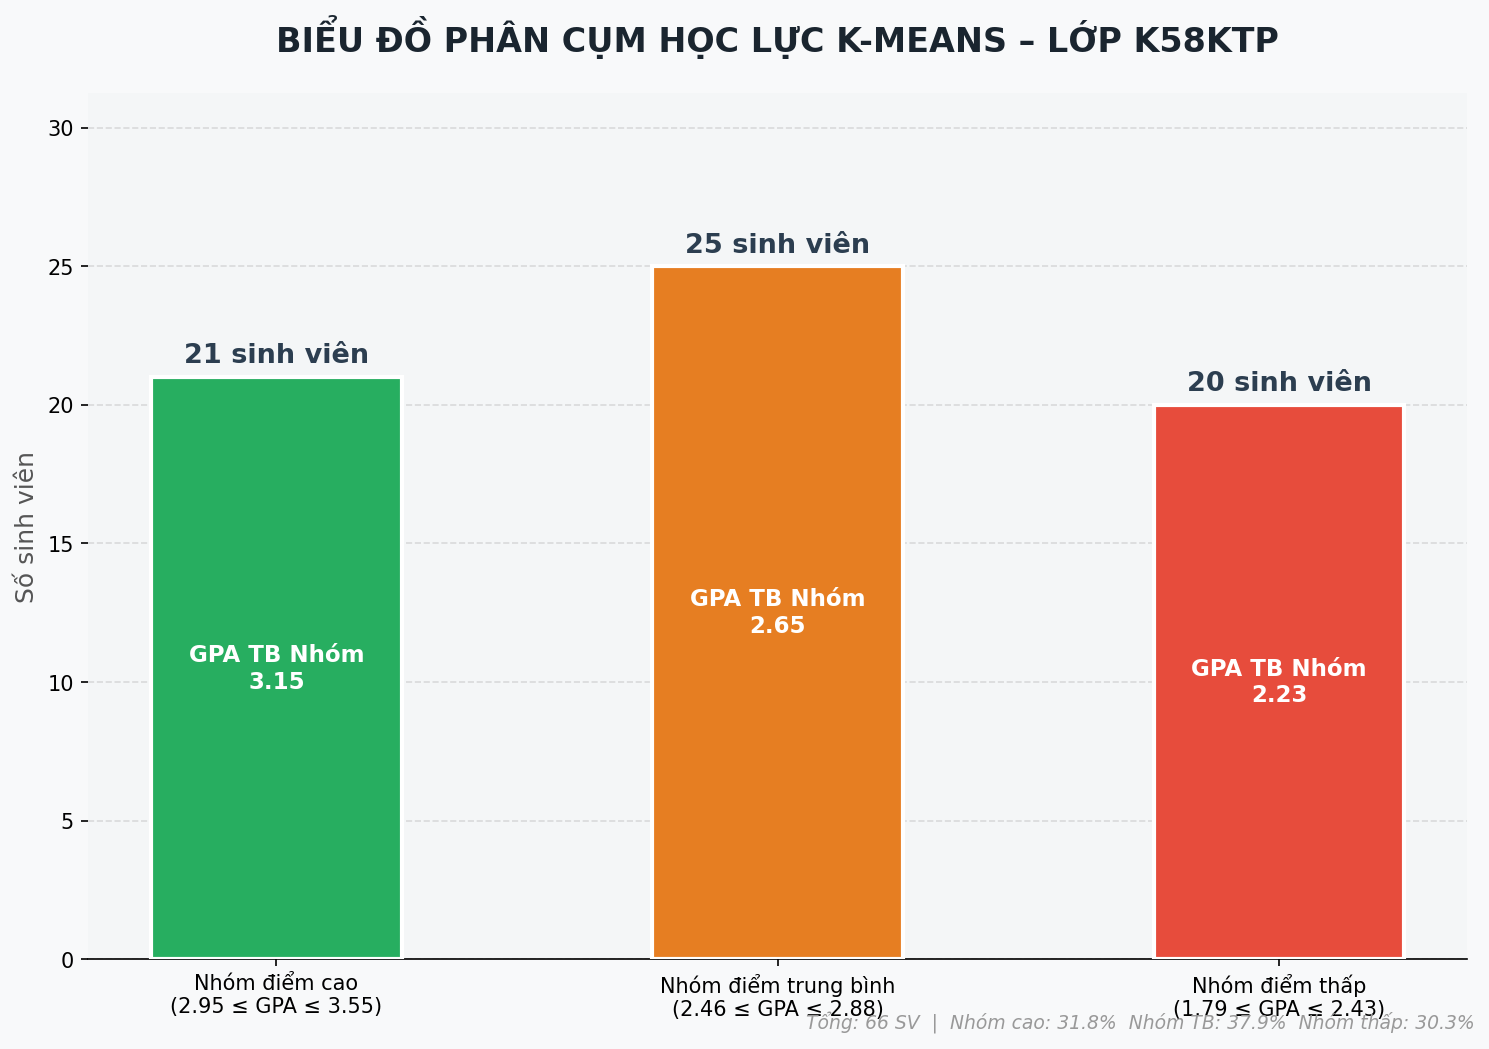 BIỂU ĐỒ PHÂN CỤM HỌC LỰC K-MEANS – LỚP K58KTP
Số sinh viên
30
25
20
15
10
5
0
21 sinh viên
25 sinh viên
20 sinh viên
GPA TB Nhóm
3.15
GPA TB Nhóm
2.65
GPA TB Nhóm
2.23
Nhóm điểm cao
(2.95 ≤ GPA ≤ 3.55)
Nhóm điểm trung bình
(2.46 ≤ GPA ≤ 2.88)
Nhóm điểm thấp
(1.79 ≤ GPA ≤ 2.43)
Tổng: 66 SV | Nhóm cao: 31.8% Nhóm TB: 37.9% Nhóm thấp: 30.3%